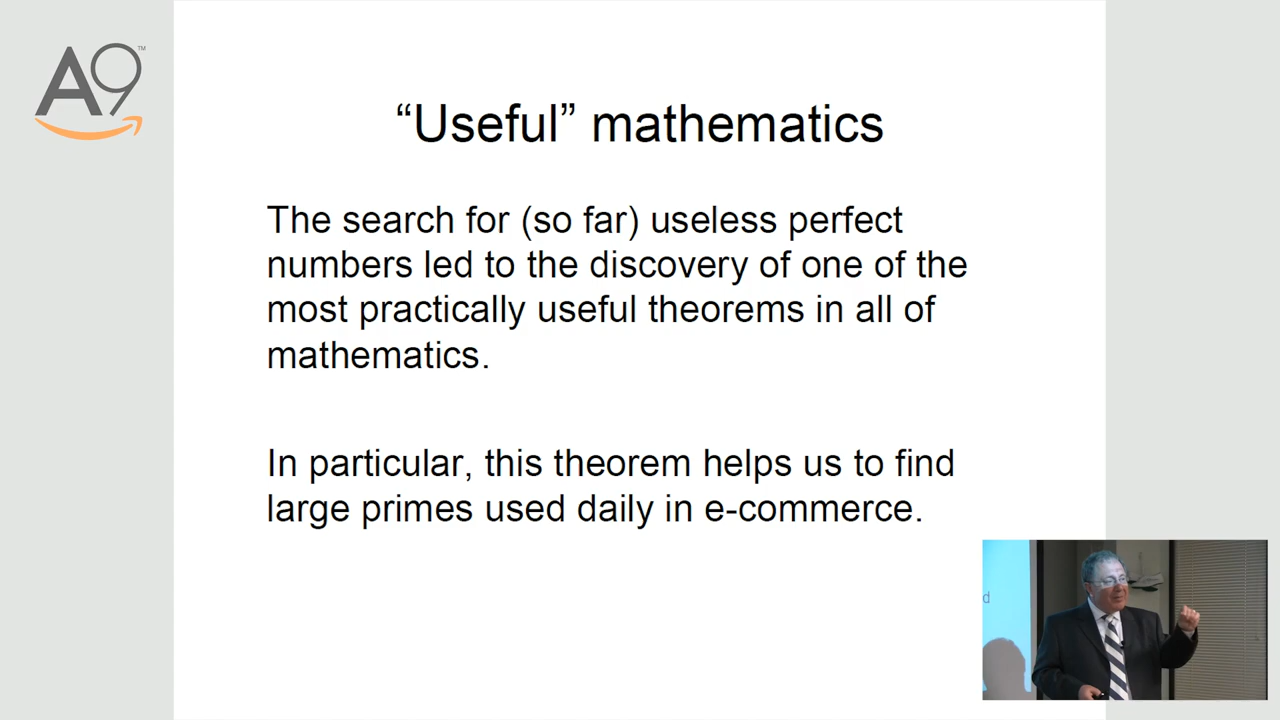 A9™
“Useful” mathematics
The search for (so far) useless perfect
numbers led to the discovery of one of the
most practically useful theorems in all of
mathematics.
In particular, this theorem helps us to find
large primes used daily in e-commerce.
d